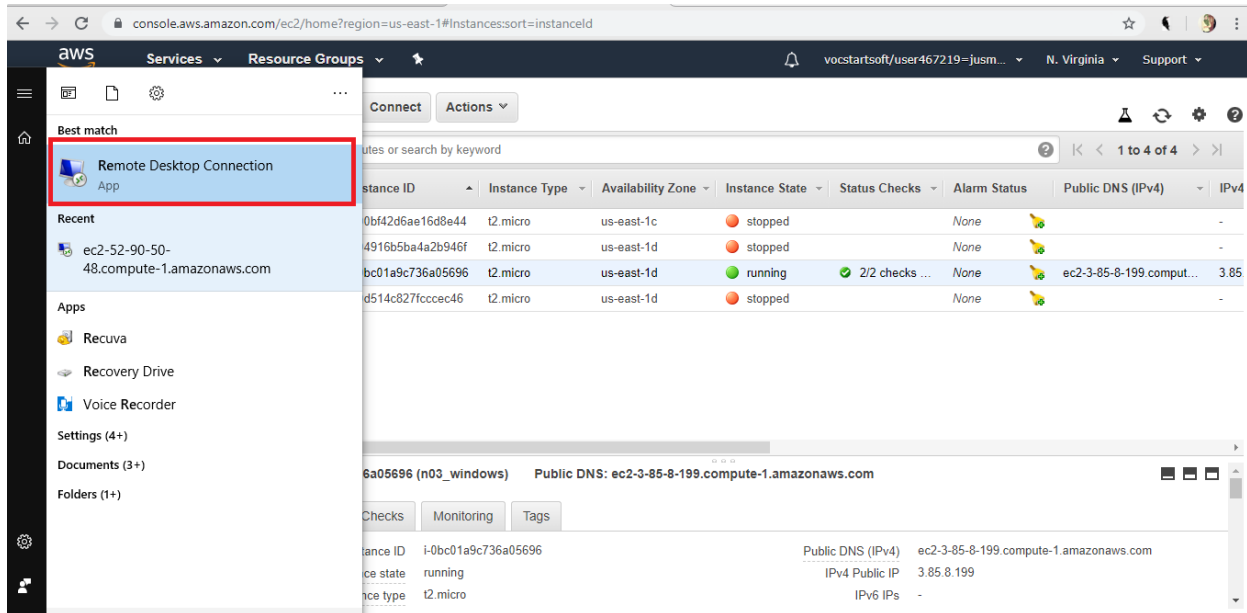 console.aws.amazon.com/ec2/home?region=us-east-1#Instances:sort=instanceId
aws Services Resource Groups vocstartsoft/user467219=jusm... N. Virginia Support
...
Connect Actions
Best match
Remote Desktop Connection
App
utes or search by keyword 1 to 4 of 4
stance ID Instance Type Availability Zone Instance State Status Checks Alarm Status Public DNS (IPv4) IPv4
0bf42d6ae16d8e44 t2.micro us-east-1c stopped None -
4916b5ba4a2b946f t2.micro us-east-1d stopped None -
bc01a9c736a05696 t2.micro us-east-1d running 2/2 checks ... None ec2-3-85-8-199.comput... 3.85.
d514c827fcccec46 t2.micro us-east-1d stopped None -
Recent
ec2-52-90-50-
48.compute-1.amazonaws.com
Apps
Recuva
Recovery Drive
Voice Recorder
Settings (4+)
Documents (3+)
Folders (1+)
6a05696 (n03_windows) Public DNS: ec2-3-85-8-199.compute-1.amazonaws.com
Checks Monitoring Tags
tance ID i-0bc01a9c736a05696 Public DNS (IPv4) ec2-3-85-8-199.compute-1.amazonaws.com
ce state running IPv4 Public IP 3.85.8.199
nce type t2.micro IPv6 IPs -